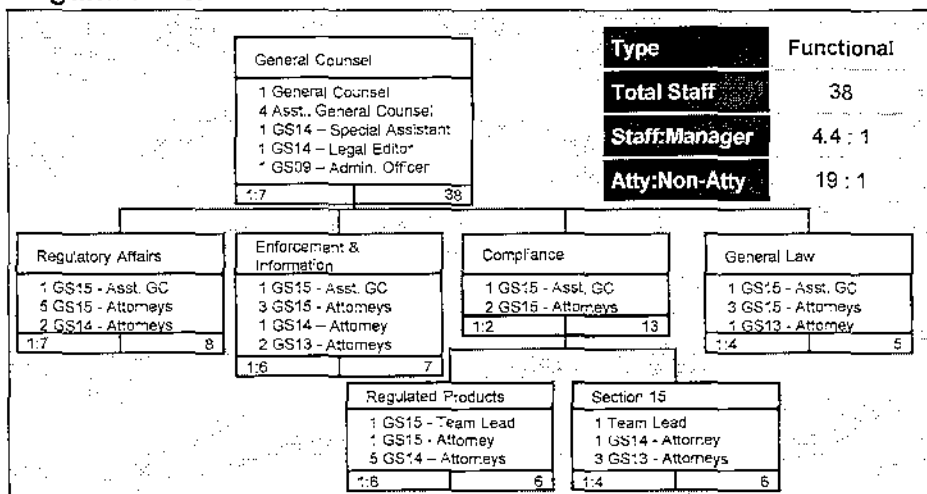 General Counsel
1 General Counsel
4 Asst. General Counsel
1 GS14 – Special Assistant
1 GS14 – Legal Editor
1 GS09 – Admin. Officer
1:7 38
Type Functional
Total Staff 38
Staff:Manager 4.4 : 1
Atty:Non-Atty 19 : 1
Regulatory Affairs
1 GS15 - Asst. GC
5 GS15 - Attorneys
2 GS14 - Attorneys
1:7 8
Enforcement &
Information
1 GS15 - Asst. GC
3 GS15 - Attorneys
1 GS14 – Attorney
2 GS13 - Attorneys
1:6 7
Compliance
1 GS15 - Asst. GC
2 GS15 - Attorneys
1:2 13
General Law
1 GS15 - Asst. GC
3 GS15 - Attorneys
1 GS13 - Attorney
1:4 5
Regulated Products
1 GS15 - Team Lead
1 GS15 - Attorney
5 GS14 – Attorneys
1:6 6
Section 15
1 Team Lead
1 GS14 - Attorney
3 GS13 - Attorneys
1:4 6